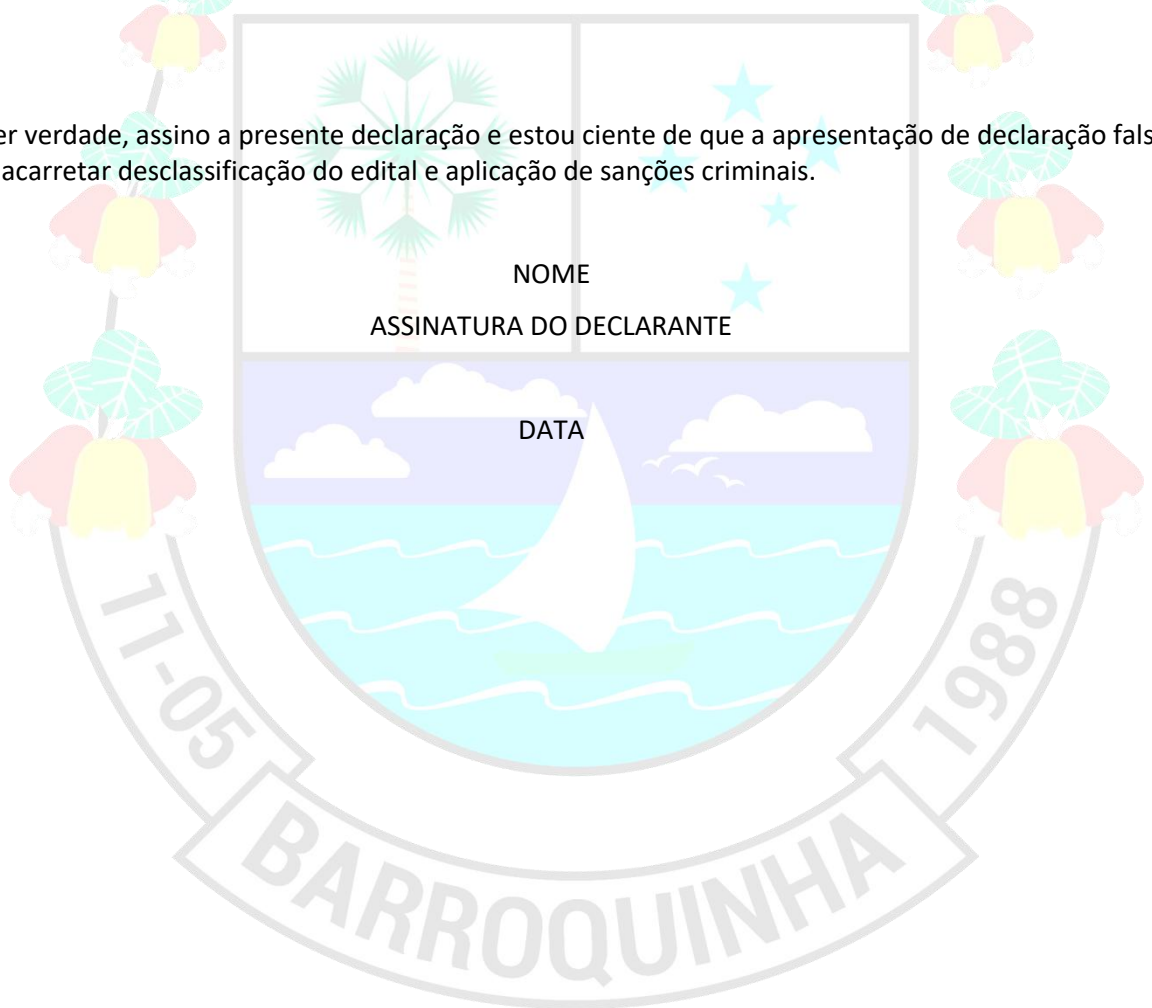 er verdade, assino a presente declaração e estou ciente de que a apresentação de declaração fals
acarretar desclassificação do edital e aplicação de sanções criminais.
NOME
ASSINATURA DO DECLARANTE
DATA
11-05
BARROQUINHA
1988